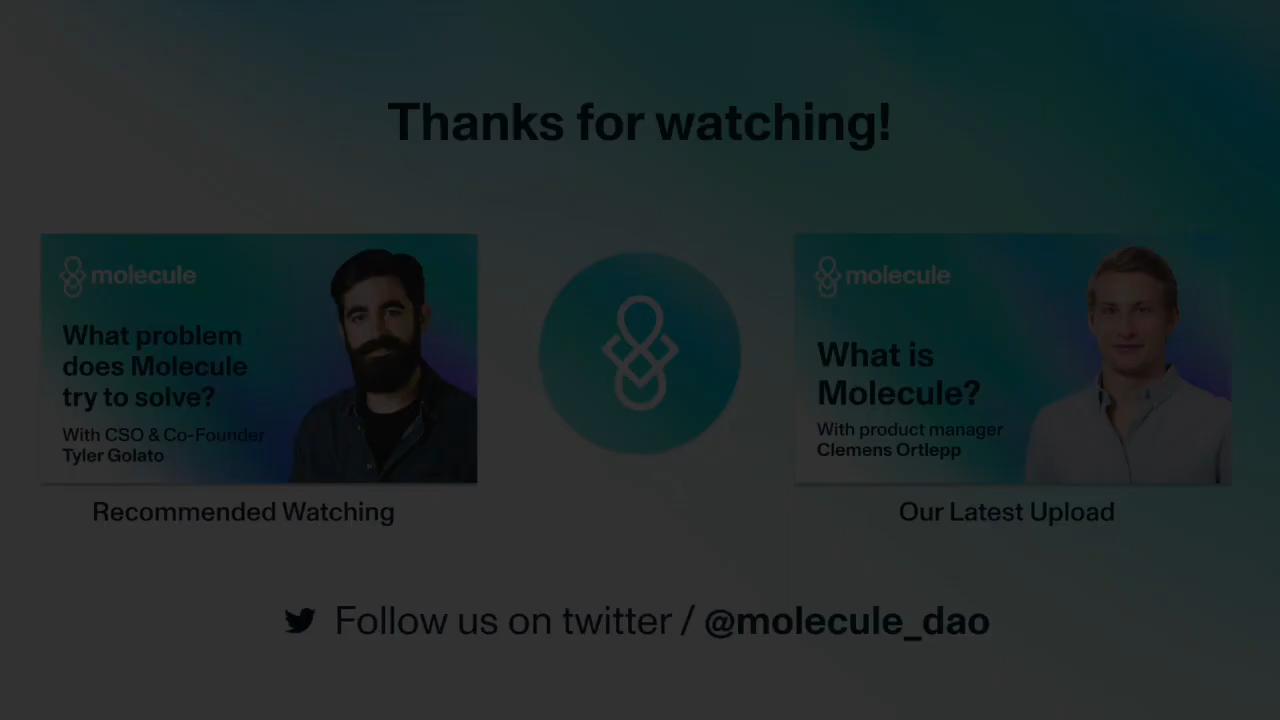 Thanks for watching!
molecule
What problem
does Molecule
try to solve?
With CSO & Co-Founder
Tyler Golato
Recommended Watching
molecule
What is
Molecule?
With product manager
Clemens Ortlepp
Our Latest Upload
Follow us on twitter / @molecule_dao